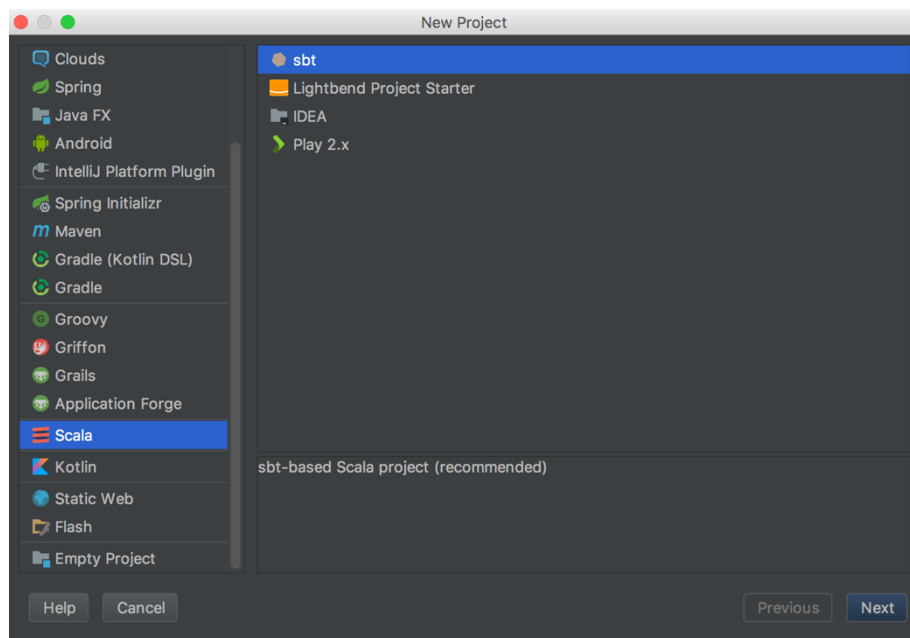 New Project
Clouds
Spring
Java FX
Android
IntelliJ Platform Plugin
Spring Initializr
Maven
Gradle (Kotlin DSL)
Gradle
Groovy
Griffon
Grails
Application Forge
Scala
Kotlin
Static Web
Flash
Empty Project
sbt
Lightbend Project Starter
IDEA
Play 2.x
sbt-based Scala project (recommended)
Help
Cancel
Previous
Next